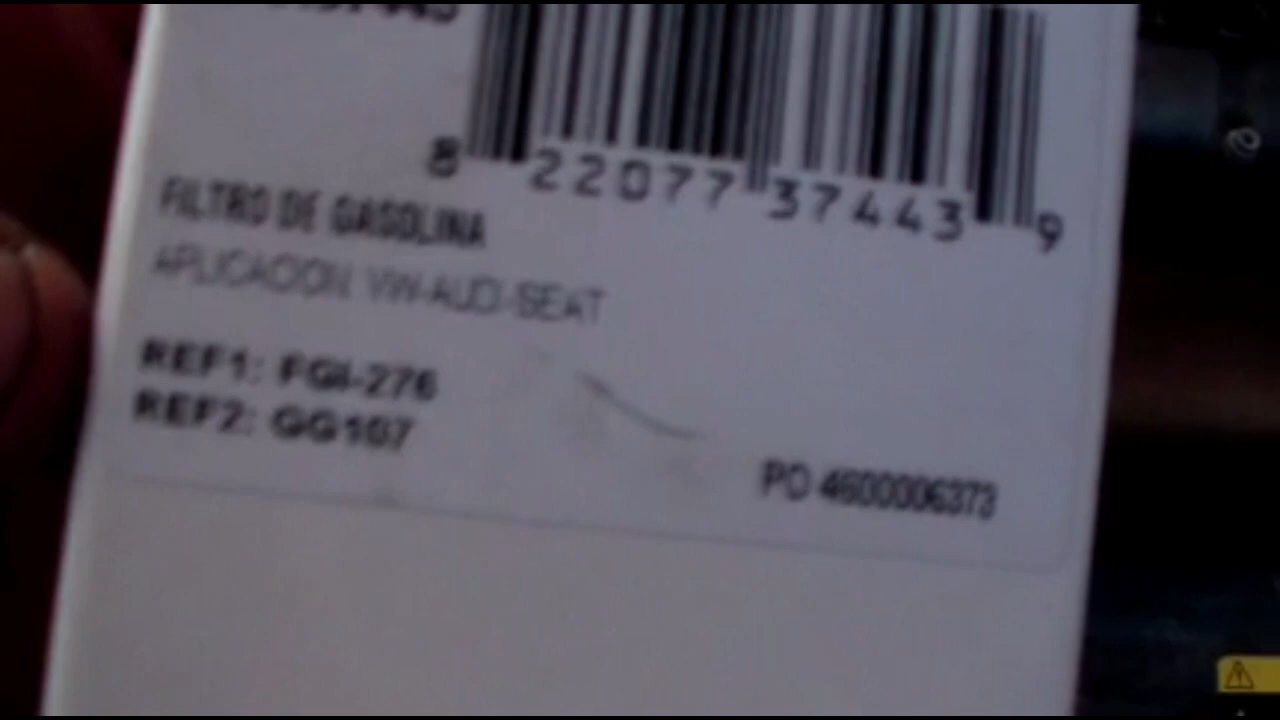 8 22077 37443 9
FILTRO DE GASOLINA
APLICACION: VW-AUDI-SEAT
REF1: FGI-276
REF2: GG107
PO 4600006373